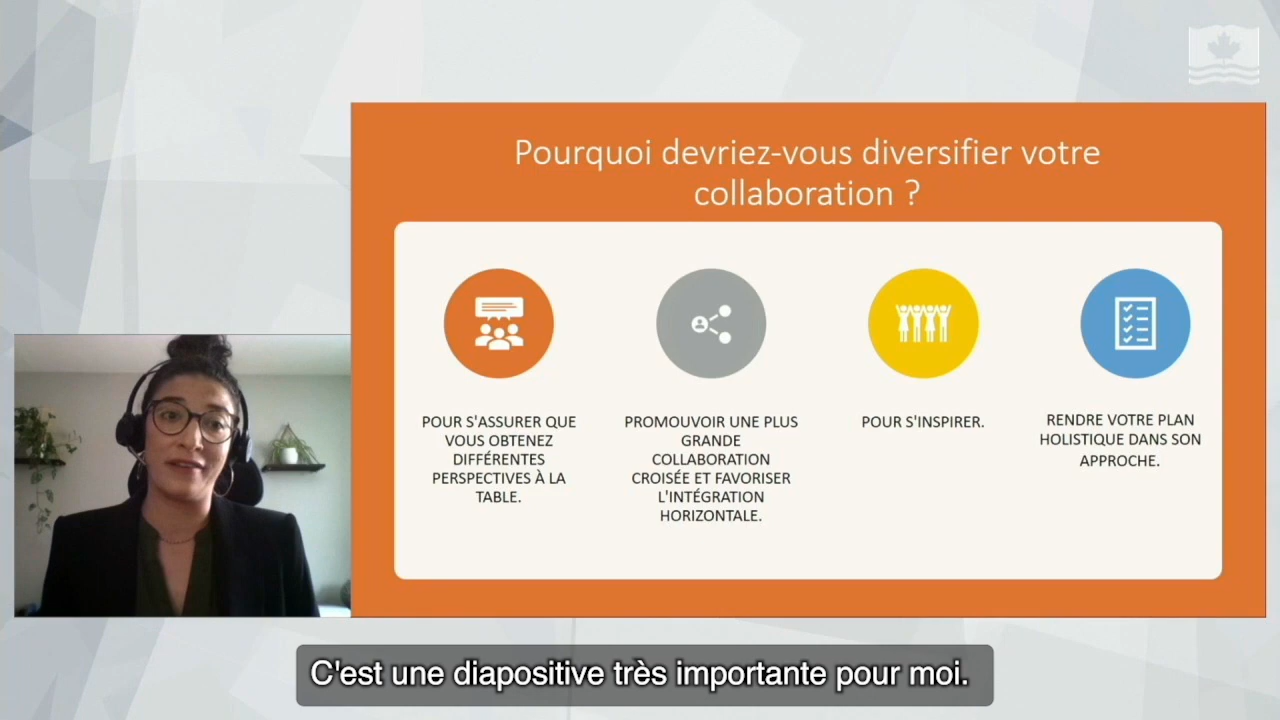 Pourquoi devriez-vous diversifier votre
collaboration ?
POUR S'ASSURER QUE
VOUS OBTENEZ
DIFFÉRENTES
PERSPECTIVES À LA
TABLE.
PROMOUVOIR UNE PLUS
GRANDE
COLLABORATION
CROISÉE ET FAVORISER
L'INTÉGRATION
HORIZONTALE.
POUR S'INSPIRER.
RENDRE VOTRE PLAN
HOLISTIQUE DANS SON
APPROCHE.
C'est une diapositive très importante pour moi.